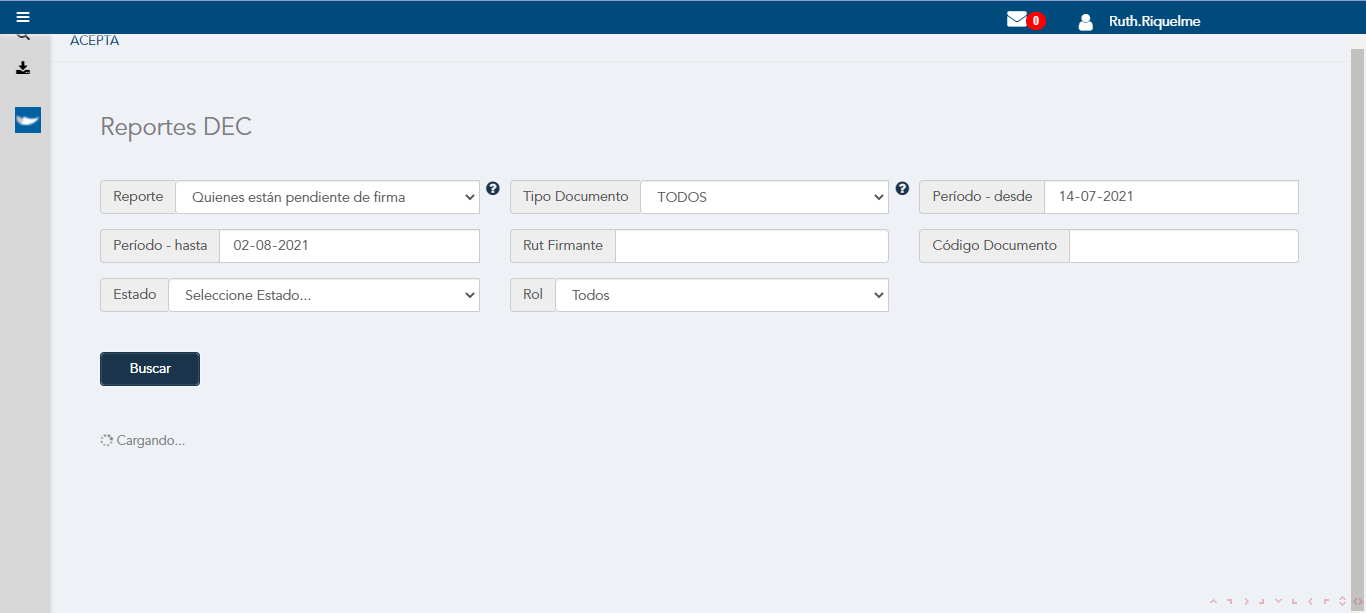 0
Ruth.Riquelme
ACEPTA
Reportes DEC
Reporte Quienes están pendiente de firma Tipo Documento TODOS Período - desde 14-07-2021
Período - hasta 02-08-2021 Rut Firmante Código Documento
Estado Seleccione Estado... Rol Todos
Buscar
Cargando...